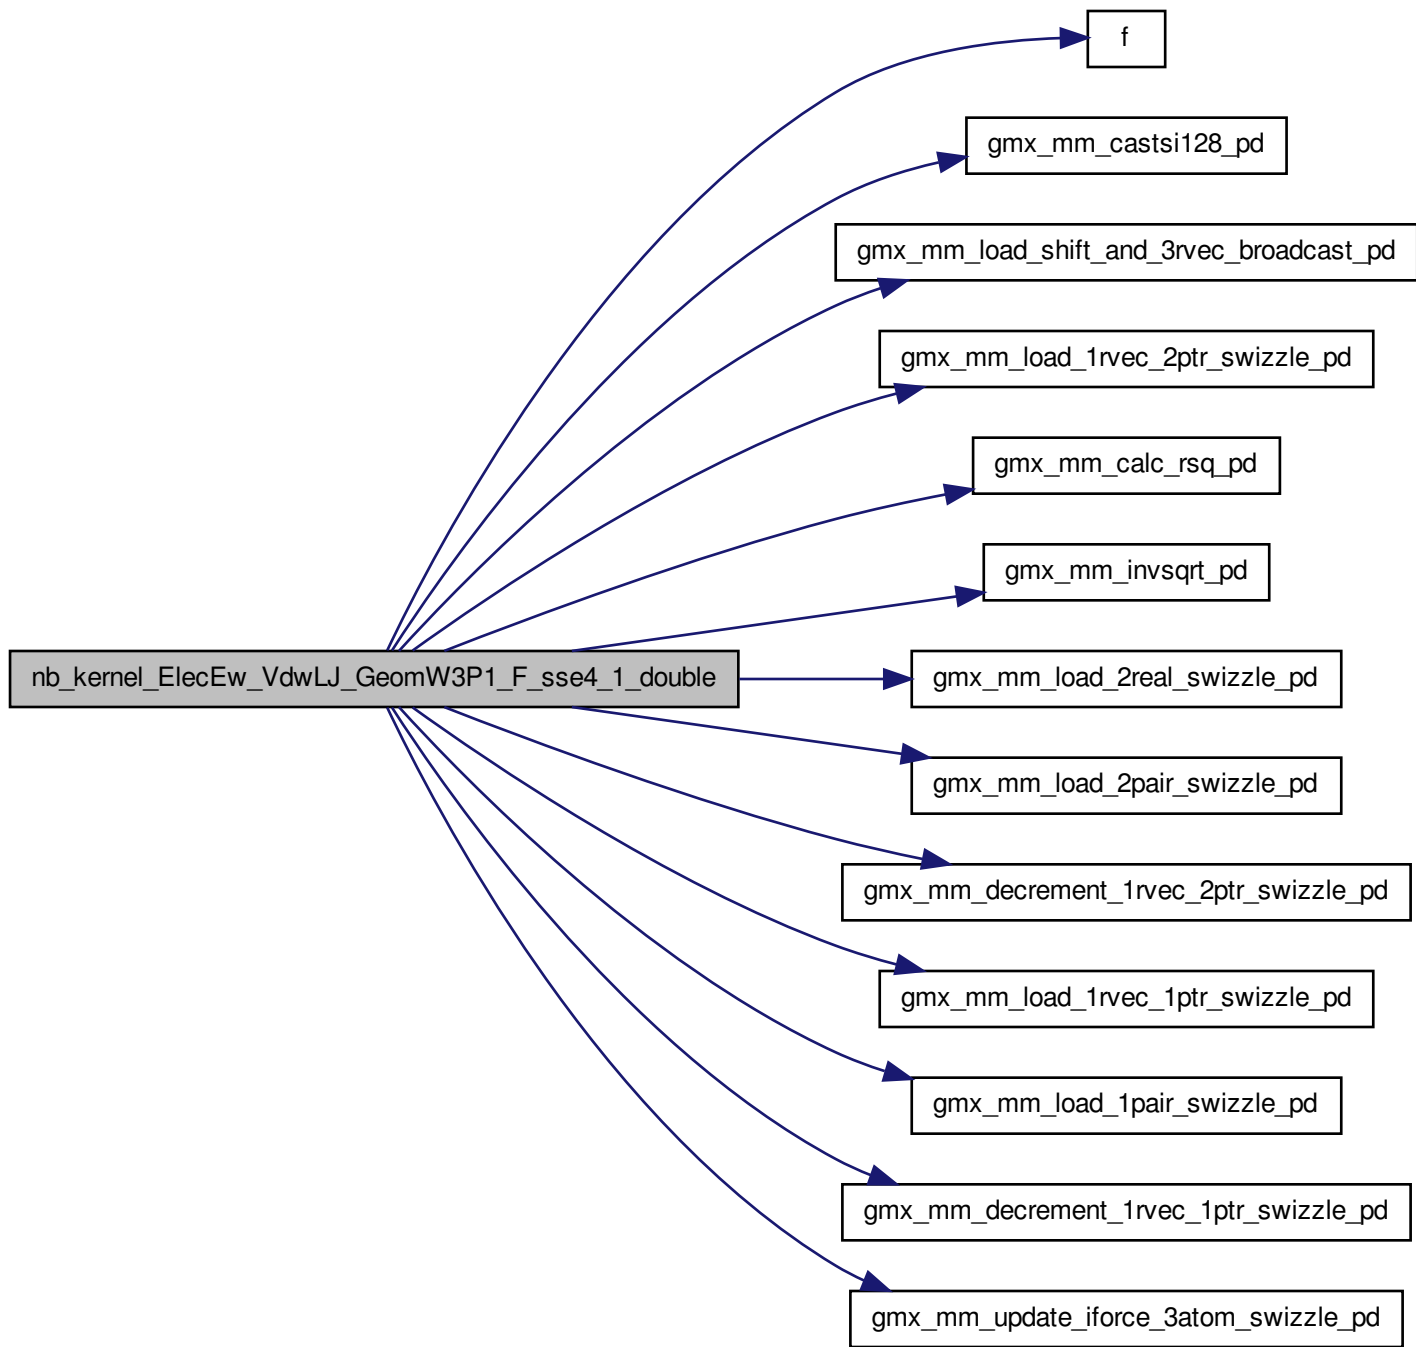 f
gmx_mm_castsi128_pd
gmx_mm_load_shift_and_3rvec_broadcast_pd
gmx_mm_load_1rvec_2ptr_swizzle_pd
gmx_mm_calc_rsq_pd
gmx_mm_invsqrt_pd
nb_kernel_ElecEw_VdwLJ_GeomW3P1_F_sse4_1_double
gmx_mm_load_2real_swizzle_pd
gmx_mm_load_2pair_swizzle_pd
gmx_mm_decrement_1rvec_2ptr_swizzle_pd
gmx_mm_load_1rvec_1ptr_swizzle_pd
gmx_mm_load_1pair_swizzle_pd
gmx_mm_decrement_1rvec_1ptr_swizzle_pd
gmx_mm_update_iforce_3atom_swizzle_pd